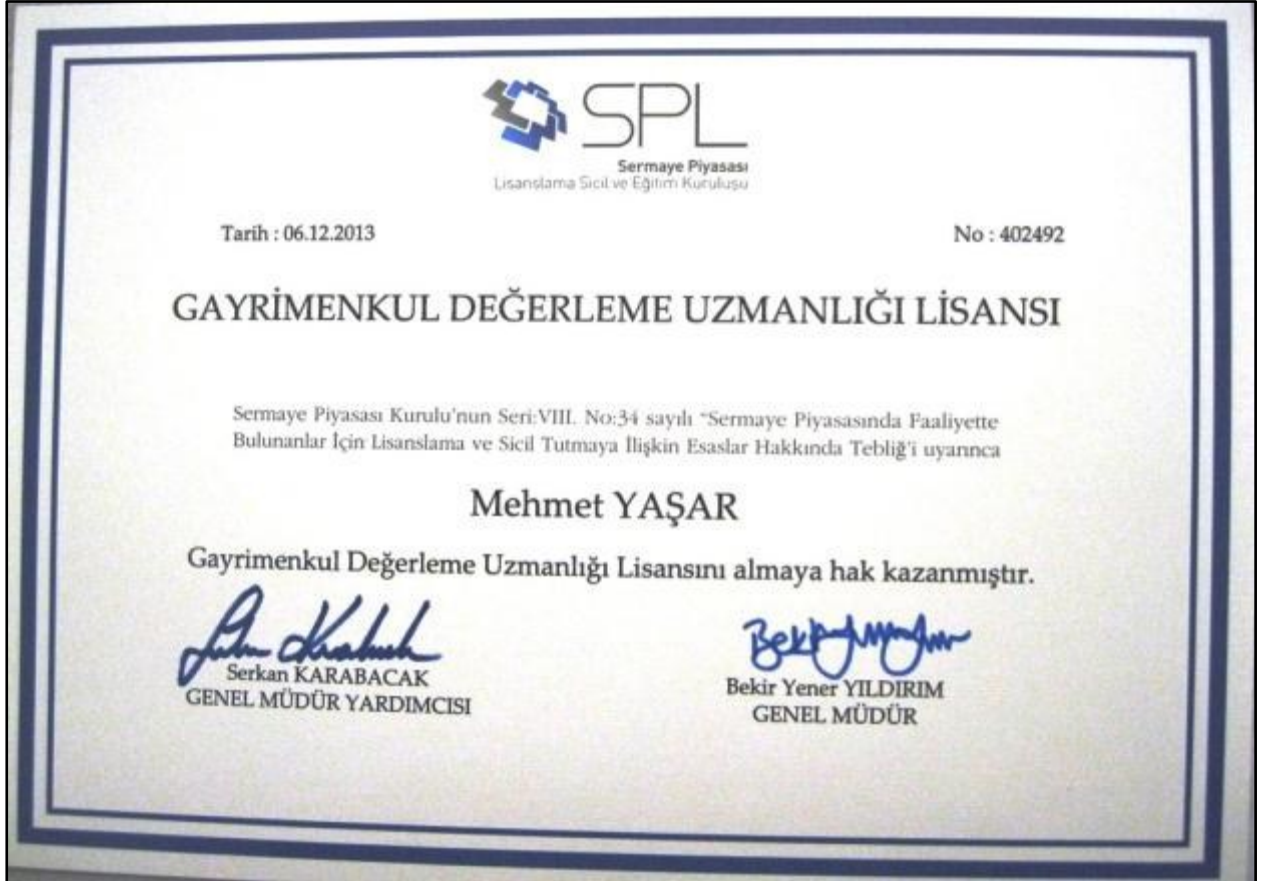 SPL
Sermaye Piyasası
Lisanslama Sicil ve Eğitim Kuruluşu
Tarih : 06.12.2013
No : 402492
GAYRİMENKUL DEĞERLEME UZMANLIĞI LİSANSI
Sermaye Piyasası Kurulu'nun Seri:VIII. No:34 sayılı "Sermaye Piyasasında Faaliyette
Bulunanlar İçin Lisanslama ve Sicil Tutmaya İlişkin Esaslar Hakkında Tebliğ'i uyarınca
Mehmet YAŞAR
Gayrimenkul Değerleme Uzmanlığı Lisansını almaya hak kazanmıştır.
Serkan KARABACAK
GENEL MÜDÜR YARDIMCISI
Bekir Yener YILDIRIM
GENEL MÜDÜR